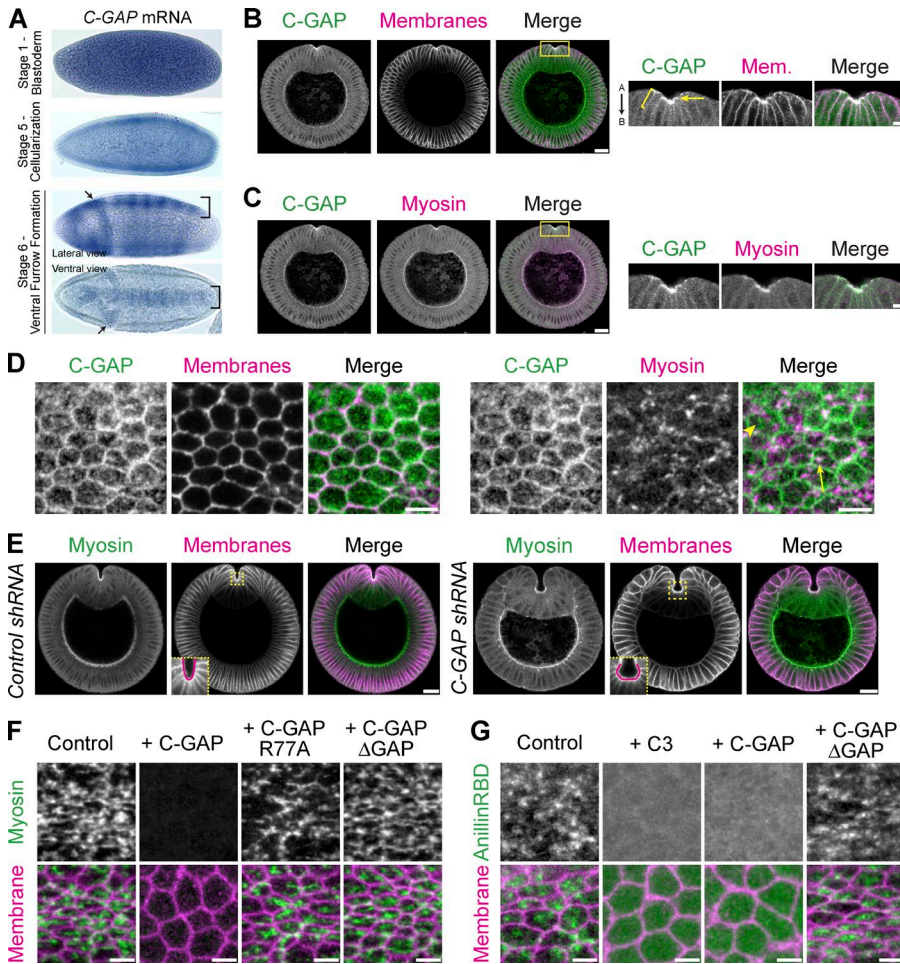 A
C-GAP mRNA
Stage 1 -
Blastoderm
Stage 5 -
Cellularization
Stage 6 -
Ventral Furrow Formation
Lateral view
Ventral view
B
C-GAP Membranes Merge
C-GAP Mem. Merge
A
B
C
C-GAP Myosin Merge
C-GAP Myosin Merge
D
C-GAP Membranes Merge
C-GAP Myosin Merge
E
Control shRNA
Myosin Membranes Merge
C-GAP shRNA
Myosin Membranes Merge
F
Control + C-GAP + C-GAP R77A + C-GAP ΔGAP
Myosin
Membrane
G
Control + C3 + C-GAP + C-GAP ΔGAP
AnillinRBD
Membrane